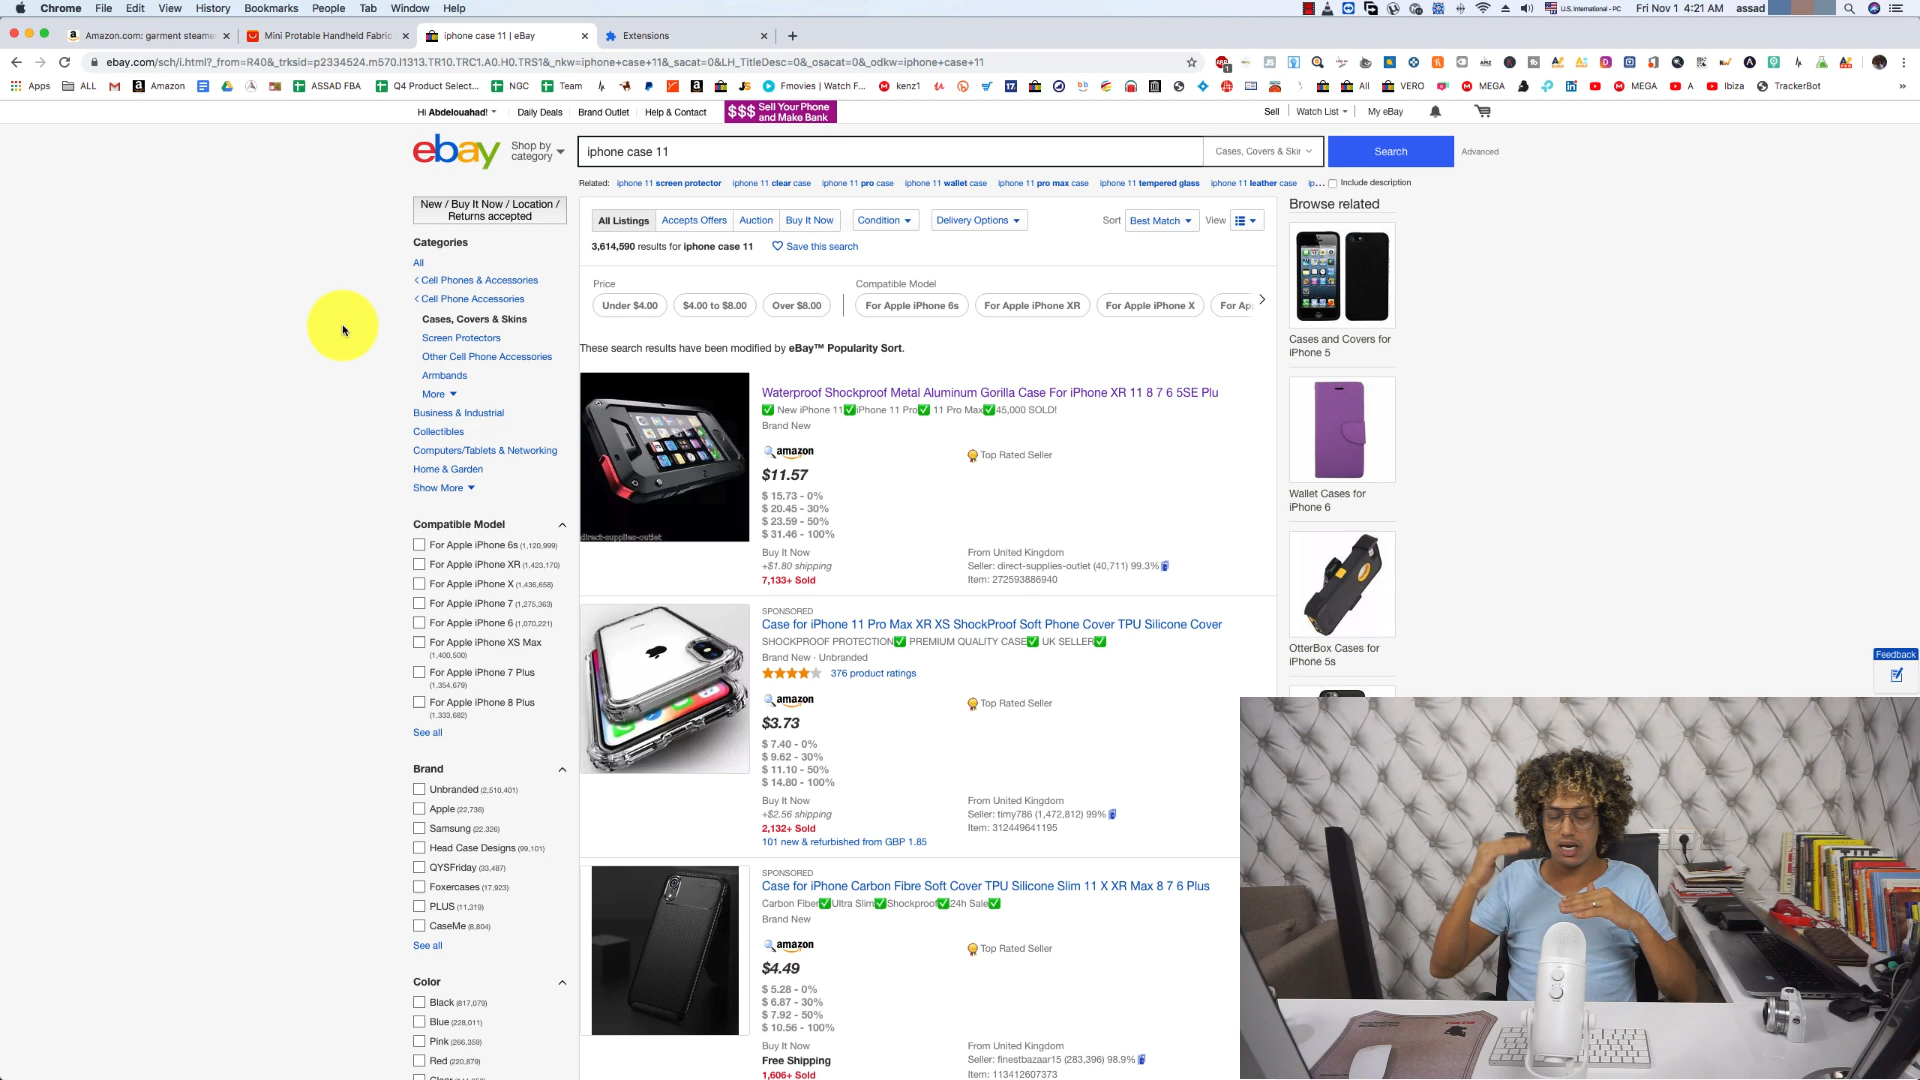 Chrome File Edit View History Bookmarks People Tab Window Help
U.S. International - PC Fri Nov 1 4:21 AM assad
Amazon.com: garment steame
Mini Protable Handheld Fabric
iphone case 11 | eBay
Extensions
ebay.com/sch/i.html?_from=R40&_trksid=p2334524.m570.l1313.TR10.TRC1.A0.H0.TRS1&_nkw=iphone+case+11&_sacat=0&LH_TitleDesc=0&_osacat=0&_odkw=iphone+case+11
Apps ALL Amazon ASSAD FBA Q4 Product Selec... NGC Team Fmovies | Watch F... kenz1 All VERO MEGA MEGA A Ibiza TrackerBot
Hi Abdelouahad! Daily Deals Brand Outlet Help & Contact
$$$ Sell Your Phone and Make Bank
Sell Watch List My eBay
ebay
Shop by category
iphone case 11
Cases, Covers & Skir
Search
Advanced
Related: iphone 11 screen protector iphone 11 clear case iphone 11 pro case iphone 11 wallet case iphone 11 pro max case iphone 11 tempered glass iphone 11 leather case ip... Include description
New / Buy It Now / Location / Returns accepted
Categories
All
Cell Phones & Accessories
Cell Phone Accessories
Cases, Covers & Skins
Screen Protectors
Other Cell Phone Accessories
Armbands
More
Business & Industrial
Collectibles
Computers/Tablets & Networking
Home & Garden
Show More
Compatible Model
For Apple iPhone 6s (1,120,999)
For Apple iPhone XR (1,423,170)
For Apple iPhone X (1,436,658)
For Apple iPhone 7 (1,275,363)
For Apple iPhone 6 (1,070,221)
For Apple iPhone XS Max
(1,400,500)
For Apple iPhone 7 Plus
(1,354,679)
For Apple iPhone 8 Plus
(1,333,682)
See all
Brand
Unbranded (2,510,401)
Apple (22,736)
Samsung (22,326)
Head Case Designs (99,101)
QYSFriday (33,487)
Foxercases (17,923)
PLUS (11,319)
CaseMe (8,804)
See all
Color
Black (817,079)
Blue (228,011)
Pink (266,359)
Red (220,879)
All Listings Accepts Offers Auction Buy It Now Condition Delivery Options
Sort Best Match View
3,614,590 results for iphone case 11 Save this search
Price
Under $4.00 $4.00 to $8.00 Over $8.00
Compatible Model
For Apple iPhone 6s For Apple iPhone XR For Apple iPhone X For Ap
These search results have been modified by eBay™ Popularity Sort.
direct-supplies-outlet
Waterproof Shockproof Metal Aluminum Gorilla Case For iPhone XR 11 8 7 6 5SE Plu
✅ New iPhone 11✅iPhone 11 Pro✅ 11 Pro Max✅45,000 SOLD!
Brand New
amazon
Top Rated Seller
$11.57
$ 15.73 - 0%
$ 20.45 - 30%
$ 23.59 - 50%
$ 31.46 - 100%
Buy It Now
+$1.80 shipping
7,133+ Sold
From United Kingdom
Seller: direct-supplies-outlet (40,711) 99.3%
Item: 272593886940
SPONSORED
Case for iPhone 11 Pro Max XR XS ShockProof Soft Phone Cover TPU Silicone Cover
SHOCKPROOF PROTECTION✅ PREMIUM QUALITY CASE✅ UK SELLER✅
Brand New · Unbranded
376 product ratings
amazon
Top Rated Seller
$3.73
$ 7.40 - 0%
$ 9.62 - 30%
$ 11.10 - 50%
$ 14.80 - 100%
Buy It Now
+$2.56 shipping
2,132+ Sold
101 new & refurbished from GBP 1.85
From United Kingdom
Seller: timy786 (1,472,812) 99%
Item: 312449641195
SPONSORED
Case for iPhone Carbon Fibre Soft Cover TPU Silicone Slim 11 X XR Max 8 7 6 Plus
Carbon Fiber✅Ultra Slim✅Shockproof✅24h Sale✅
Brand New
amazon
Top Rated Seller
$4.49
$ 5.28 - 0%
$ 6.87 - 30%
$ 7.92 - 50%
$ 10.56 - 100%
Buy It Now
Free Shipping
1,606+ Sold
From United Kingdom
Seller: finestbazaar15 (283,396) 98.9%
Item: 113412607373
Browse related
Cases and Covers for
iPhone 5
Wallet Cases for
iPhone 6
OtterBox Cases for
iPhone 5s
Feedback